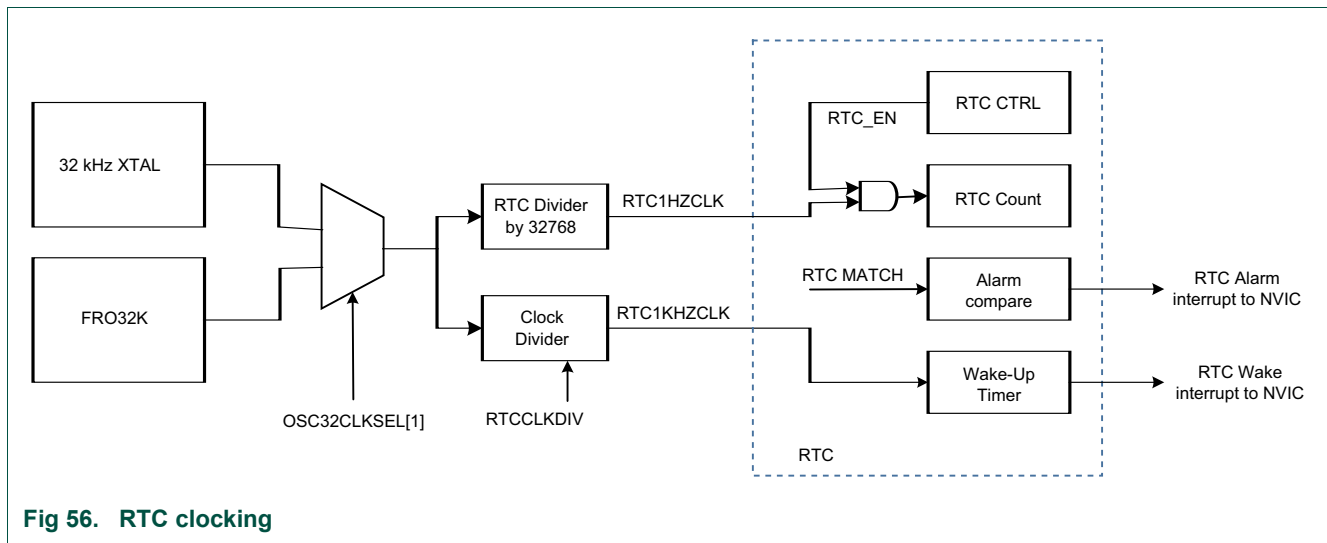 RTC CTRL
RTC_EN
32 kHz XTAL
RTC Divider
by 32768
RTC1HZCLK
RTC Count
RTC MATCH
Alarm
compare
RTC Alarm
interrupt to NVIC
FRO32K
Clock
Divider
RTC1KHZCLK
Wake-Up
Timer
RTC Wake
interrupt to NVIC
OSC32CLKSEL[1]
RTCCLKDIV
RTC
Fig 56. RTC clocking